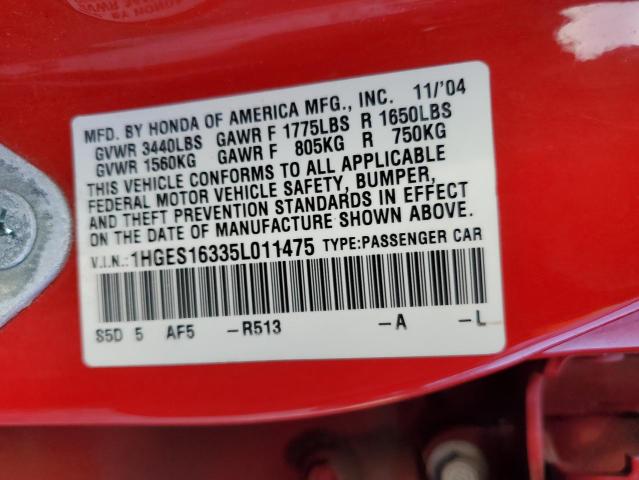 MFD. BY HONDA OF AMERICA MFG., INC. 11/'04
GVWR 3440LBS GAWR F 1775LBS R 1650LBS
GVWR 1560KG GAWR F 805KG R 750KG
THIS VEHICLE CONFORMS TO ALL APPLICABLE
FEDERAL MOTOR VEHICLE SAFETY, BUMPER,
AND THEFT PREVENTION STANDARDS IN EFFECT
ON THE DATE OF MANUFACTURE SHOWN ABOVE.
V.I.N.:1HGES16335L011475 TYPE:PASSENGER CAR
S5D 5 AF5 -R513 -A -L